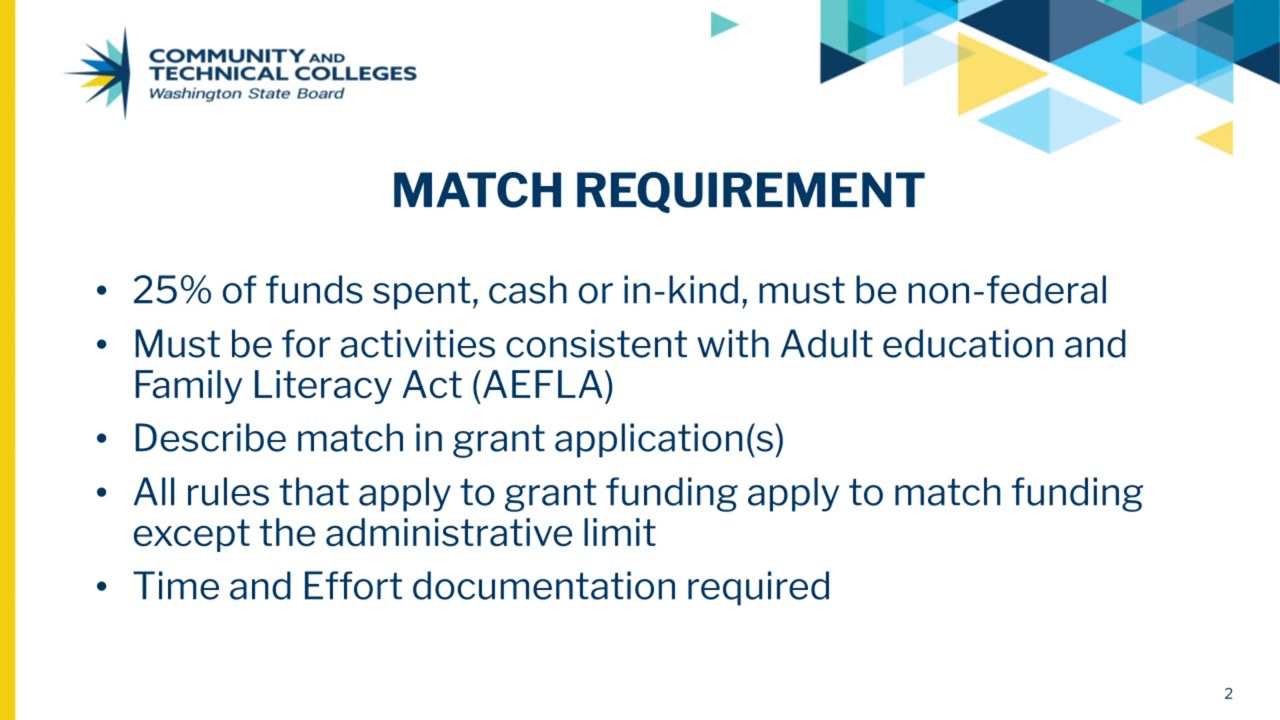 COMMUNITY AND
TECHNICAL COLLEGES
Washington State Board
MATCH REQUIREMENT
• 25% of funds spent, cash or in-kind, must be non-federal
• Must be for activities consistent with Adult education and
Family Literacy Act (AEFLA)
• Describe match in grant application(s)
• All rules that apply to grant funding apply to match funding
except the administrative limit
• Time and Effort documentation required
2